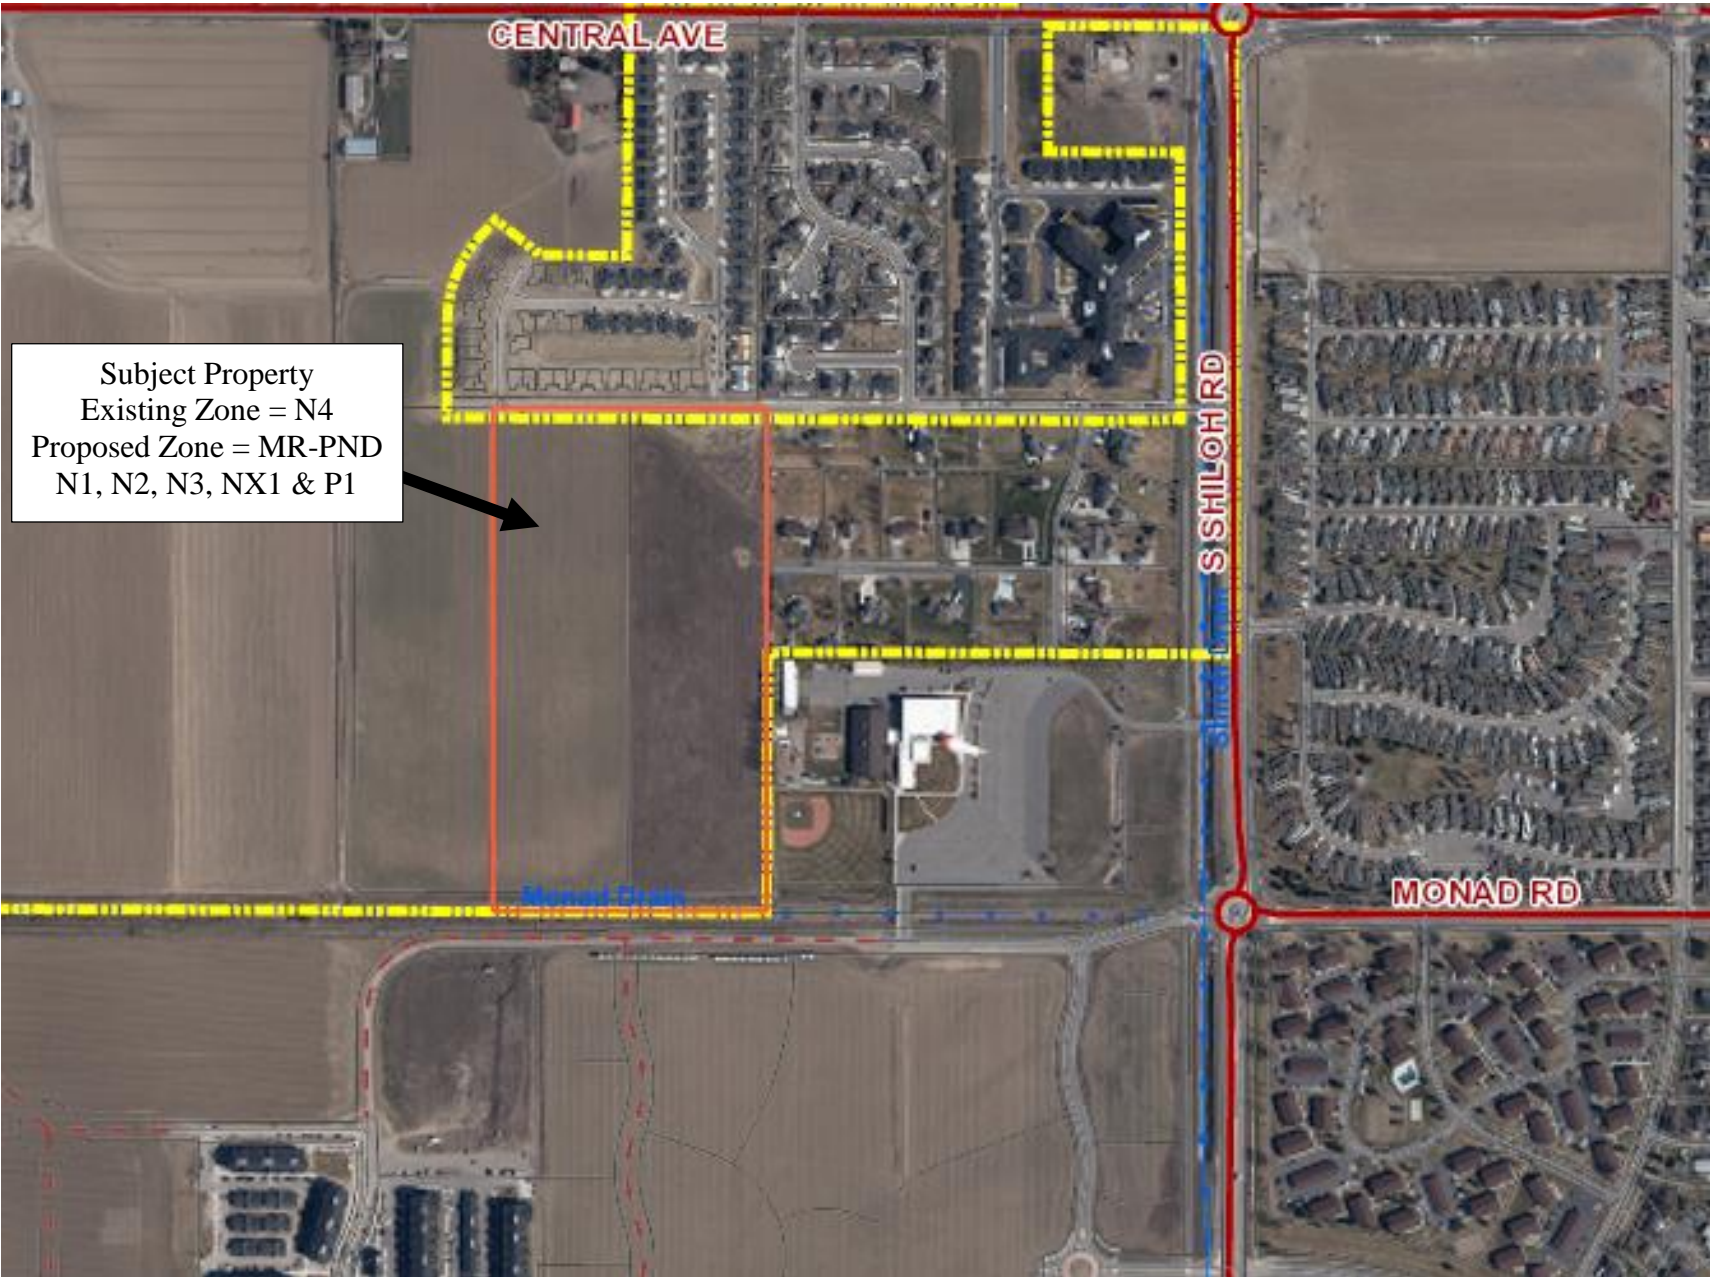 CENTRAL AVE
Subject Property
Existing Zone = N4
Proposed Zone = MR-PND
N1, N2, N3, NX1 & P1
S SHILOH RD
Monad Drain
MONAD RD